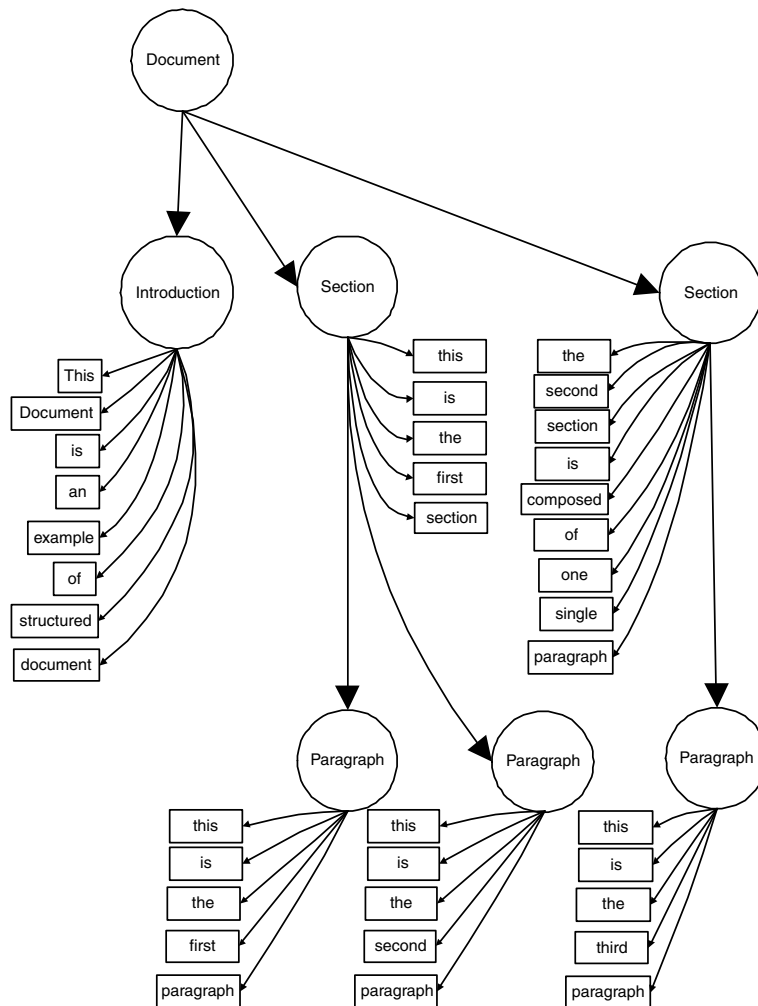 Document
Introduction
Section
Section
This
Document
is
an
example
of
structured
document
this
is
the
first
section
the
second
section
is
composed
of
one
single
paragraph
Paragraph
Paragraph
Paragraph
this
is
the
first
paragraph
this
is
the
second
paragraph
this
is
the
third
paragraph